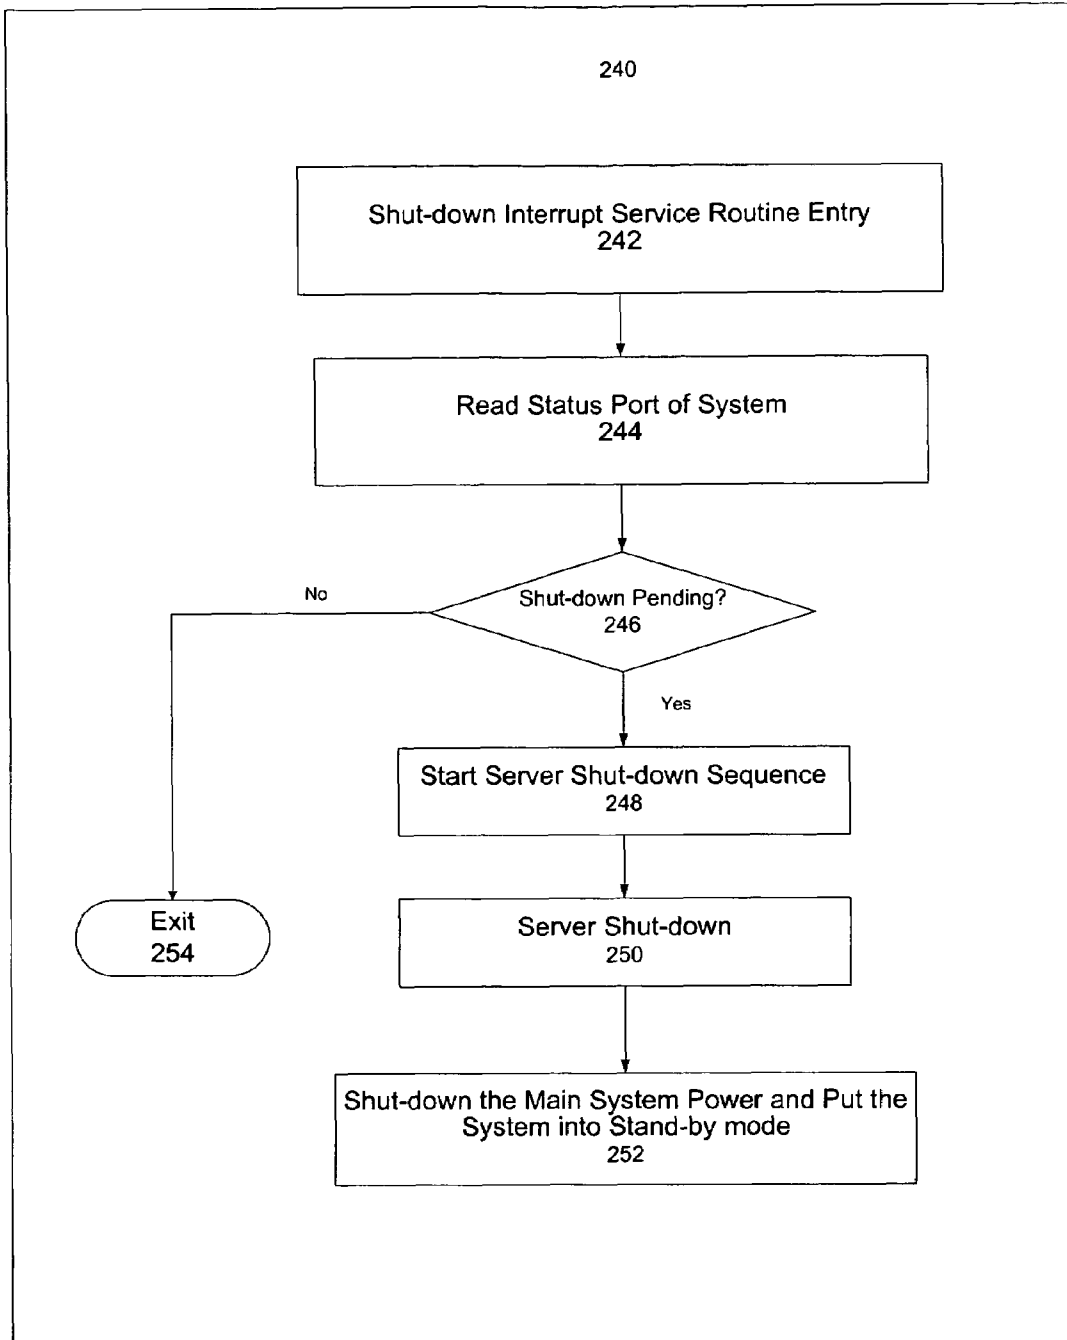 240
Shut-down Interrupt Service Routine Entry
242
Read Status Port of System
244
No
Shut-down Pending?
246
Yes
Start Server Shut-down Sequence
248
Exit
254
Server Shut-down
250
Shut-down the Main System Power and Put the
System into Stand-by mode
252